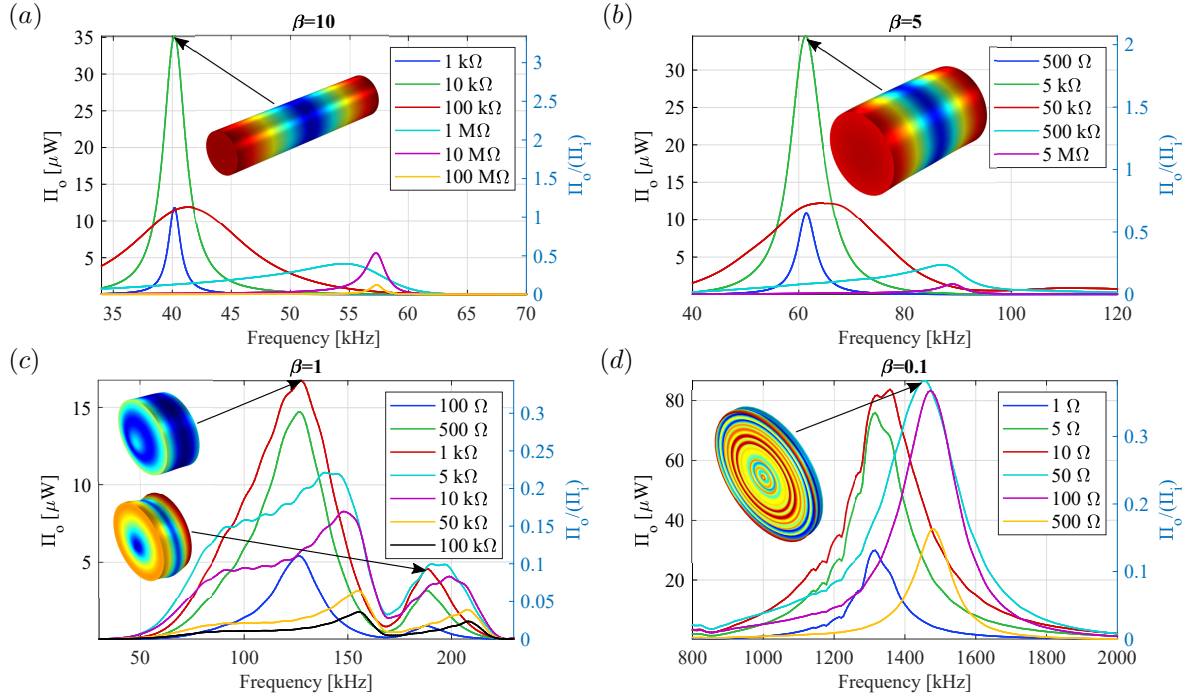 (a)
β=10
Π_o [μW]
35
30
25
20
15
10
5
35 40 45 50 55 60 65 70
Frequency [kHz]
3
2.5
2
1.5
1
0.5
0
Π_o/⟨Π_i⟩
1 kΩ
10 kΩ
100 kΩ
1 MΩ
10 MΩ
100 MΩ
(b)
β=5
Π_o [μW]
30
25
20
15
10
5
40 60 80 100 120
Frequency [kHz]
2
1.5
1
0.5
0
Π_o/⟨Π_i⟩
500 Ω
5 kΩ
50 kΩ
500 kΩ
5 MΩ
(c)
β=1
Π_o [μW]
15
10
5
50 100 150 200
Frequency [kHz]
0.3
0.25
0.2
0.15
0.1
0.05
0
Π_o/⟨Π_i⟩
100 Ω
500 Ω
1 kΩ
5 kΩ
10 kΩ
50 kΩ
100 kΩ
(d)
β=0.1
Π_o [μW]
80
60
40
20
800 1000 1200 1400 1600 1800 2000
Frequency [kHz]
0.3
0.2
0.1
0
Π_o/⟨Π_i⟩
1 Ω
5 Ω
10 Ω
50 Ω
100 Ω
500 Ω